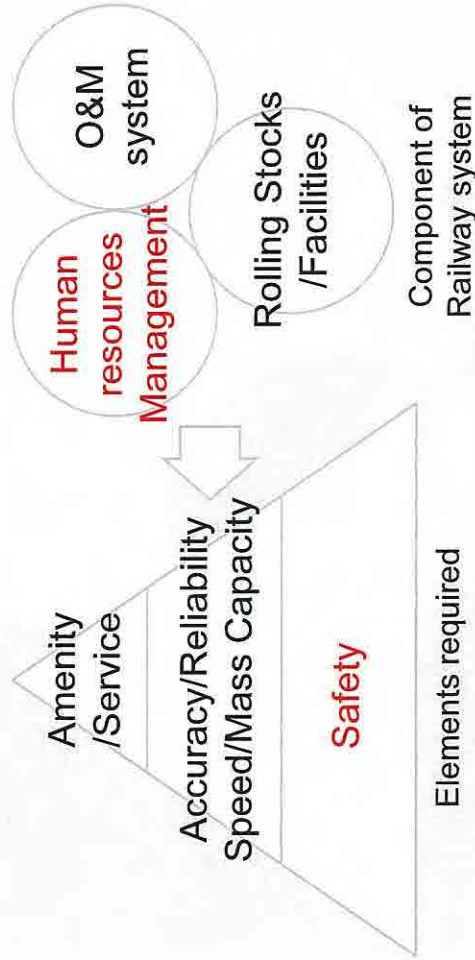 Amenity
/Service
Accuracy/Reliability
Speed/Mass Capacity
Safety
Elements required
Human
resources
Management
O&M
system
Rolling Stocks
/Facilities
Component of
Railway system